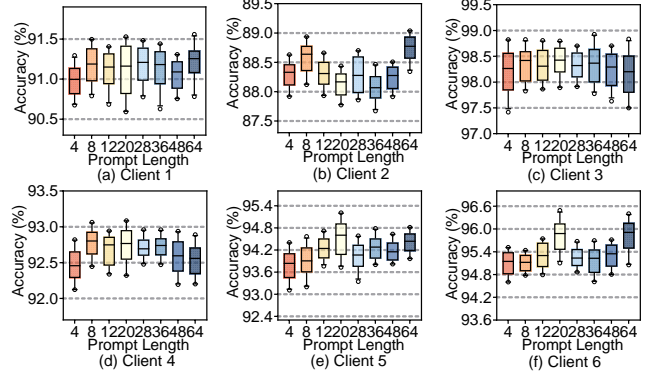 Accuracy (%)
91.5
91.0
90.5
4 8 12 20 28 36 48 64
Prompt Length
(a) Client 1
Accuracy (%)
89.5
89.0
88.5
88.0
87.5
4 8 12 20 28 36 48 64
Prompt Length
(b) Client 2
Accuracy (%)
99.5
99.0
98.5
98.0
97.5
97.0
4 8 12 20 28 36 48 64
Prompt Length
(c) Client 3
Accuracy (%)
93.5
93.0
92.5
92.0
4 8 12 20 28 36 48 64
Prompt Length
(d) Client 4
Accuracy (%)
95.4
94.8
94.2
93.6
93.0
92.4
4 8 12 20 28 36 48 64
Prompt Length
(e) Client 5
Accuracy (%)
96.6
96.0
95.4
94.8
94.2
93.6
4 8 12 20 28 36 48 64
Prompt Length
(f) Client 6